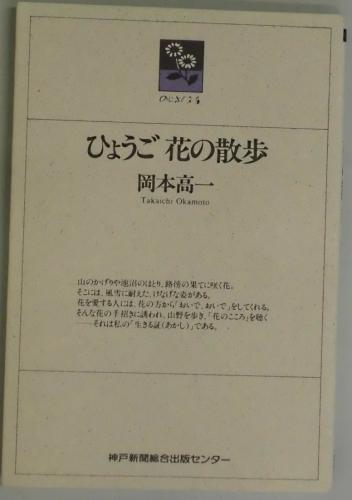 ひょうご 花の散歩
岡本高一
Takaichi Okamoto
山のかげりや池沼のほとり、路傍の果てに咲く花。
そこには、風雪に耐えた、けなげな姿がある。
花を愛する人には、花の方から「おいで、おいで」をしてくれる。
そんな花の手招きに誘われ、山野を歩き、「花のこころ」を聴く
——それは私の「生きる証(あかし)」である。
神戸新聞総合出版センター